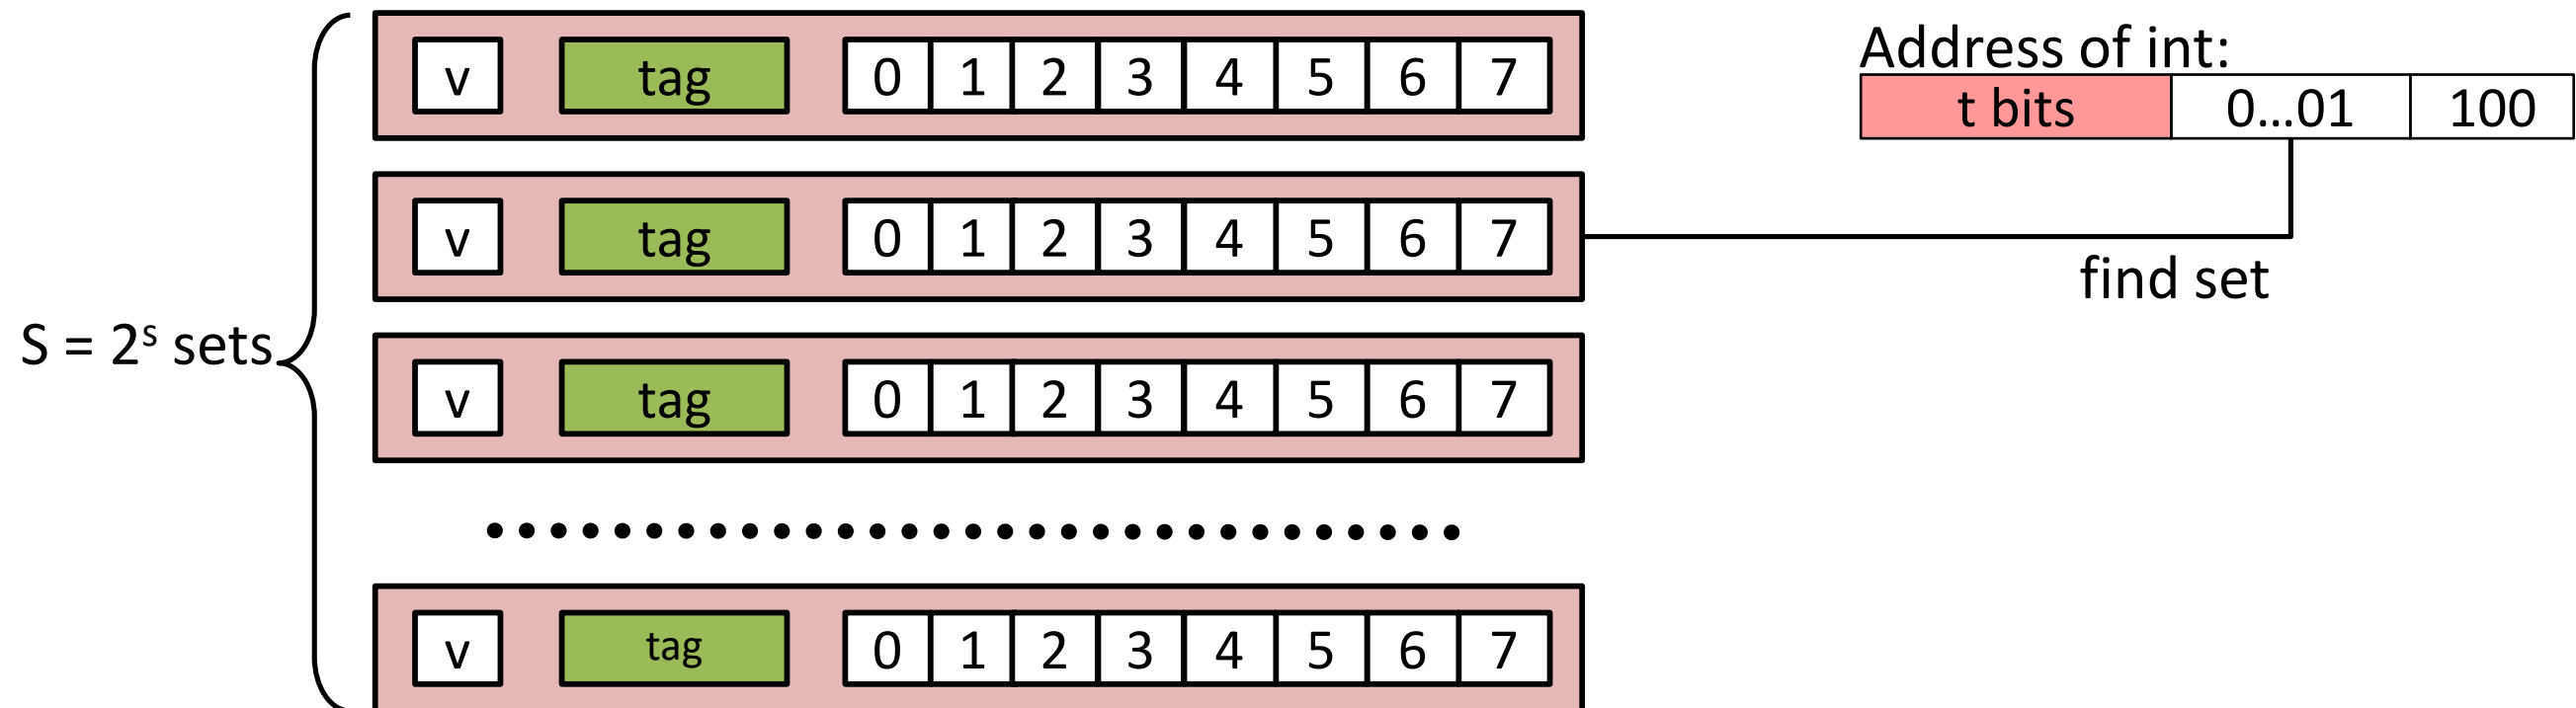 v tag 0 1 2 3 4 5 6 7
Address of int:
t bits 0...01 100
v tag 0 1 2 3 4 5 6 7
find set
S = 2ˢ sets
v tag 0 1 2 3 4 5 6 7
v tag 0 1 2 3 4 5 6 7